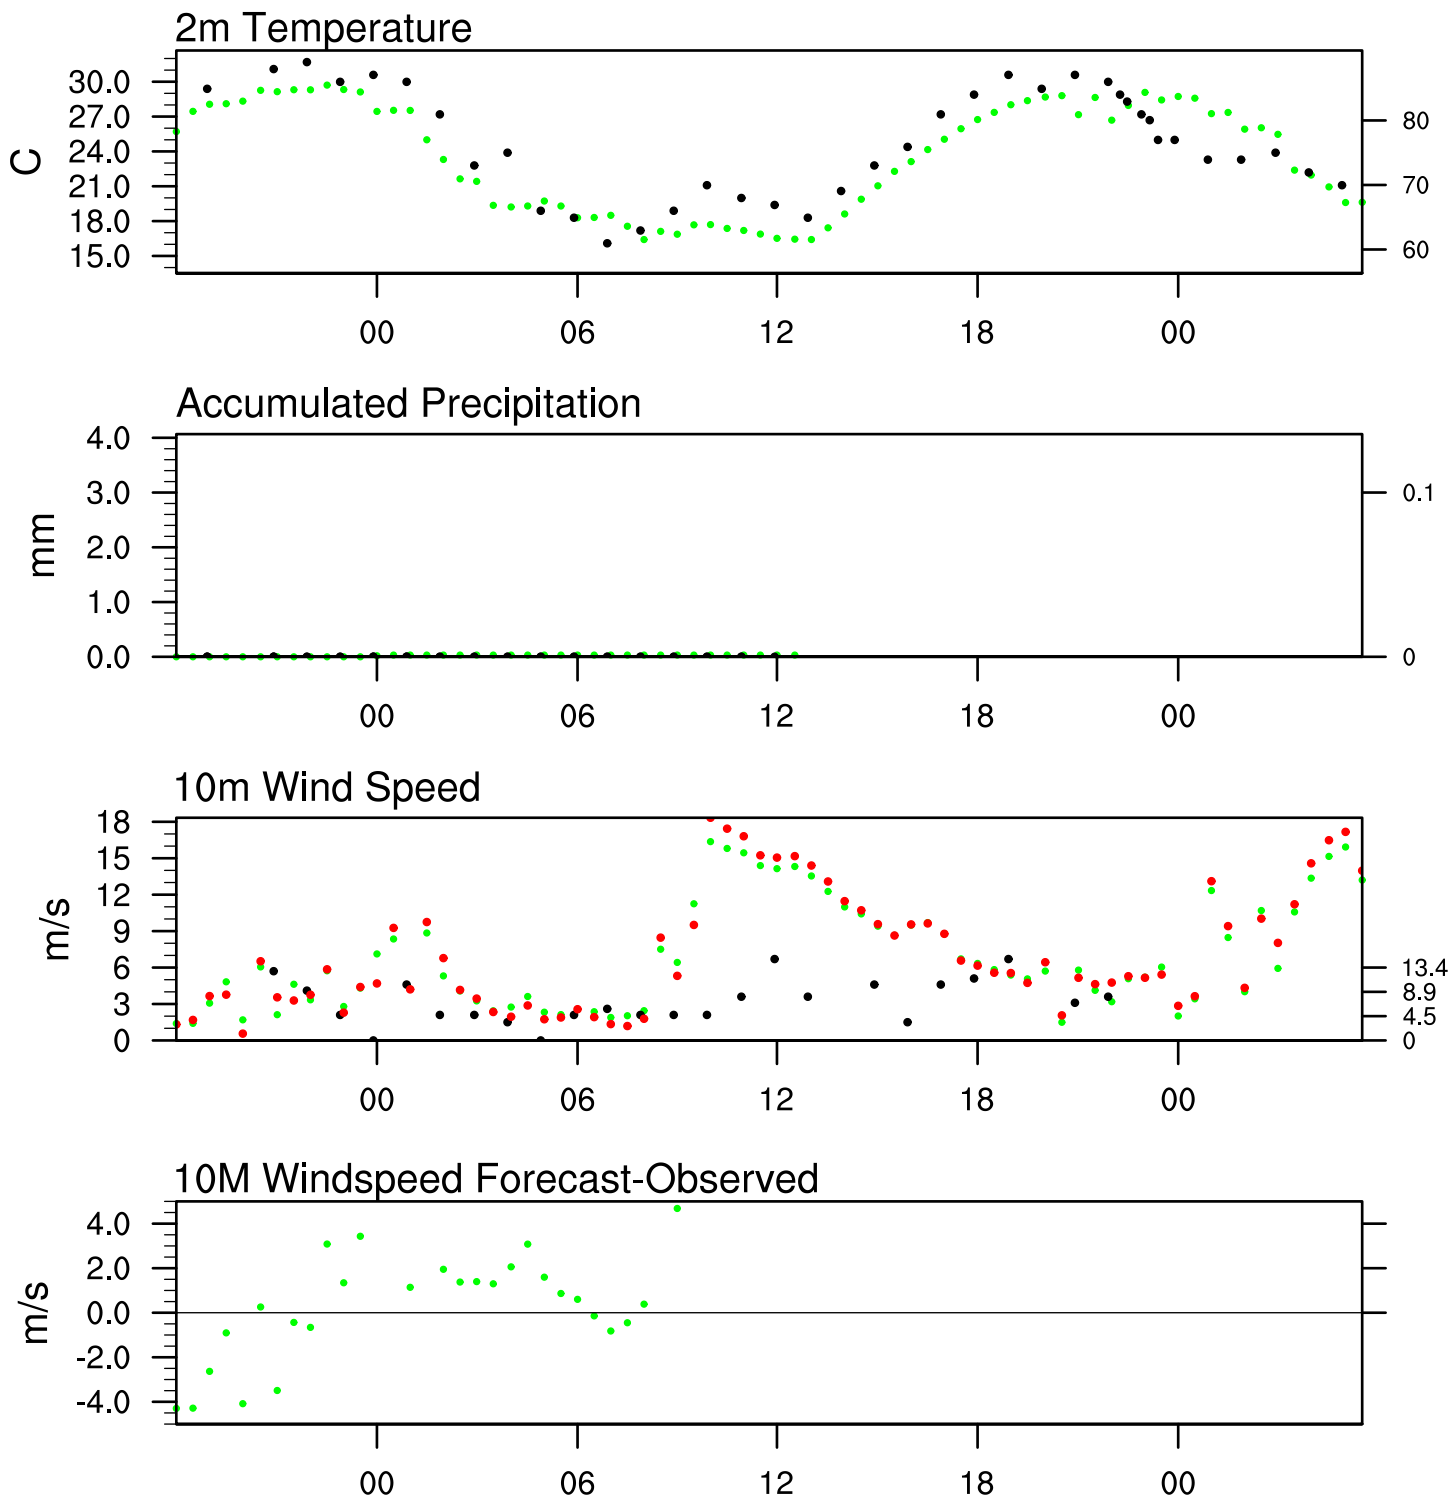 2m Temperature
30.0
27.0
24.0
21.0
18.0
15.0
C
80
70
60
00 06 12 18 00
Accumulated Precipitation
4.0
3.0
2.0
1.0
0.0
mm
0.1
0
00 06 12 18 00
10m Wind Speed
18
15
12
9
6
3
0
m/s
13.4
8.9
4.5
0
00 06 12 18 00
10M Windspeed Forecast-Observed
4.0
2.0
0.0
-2.0
-4.0
m/s
00 06 12 18 00